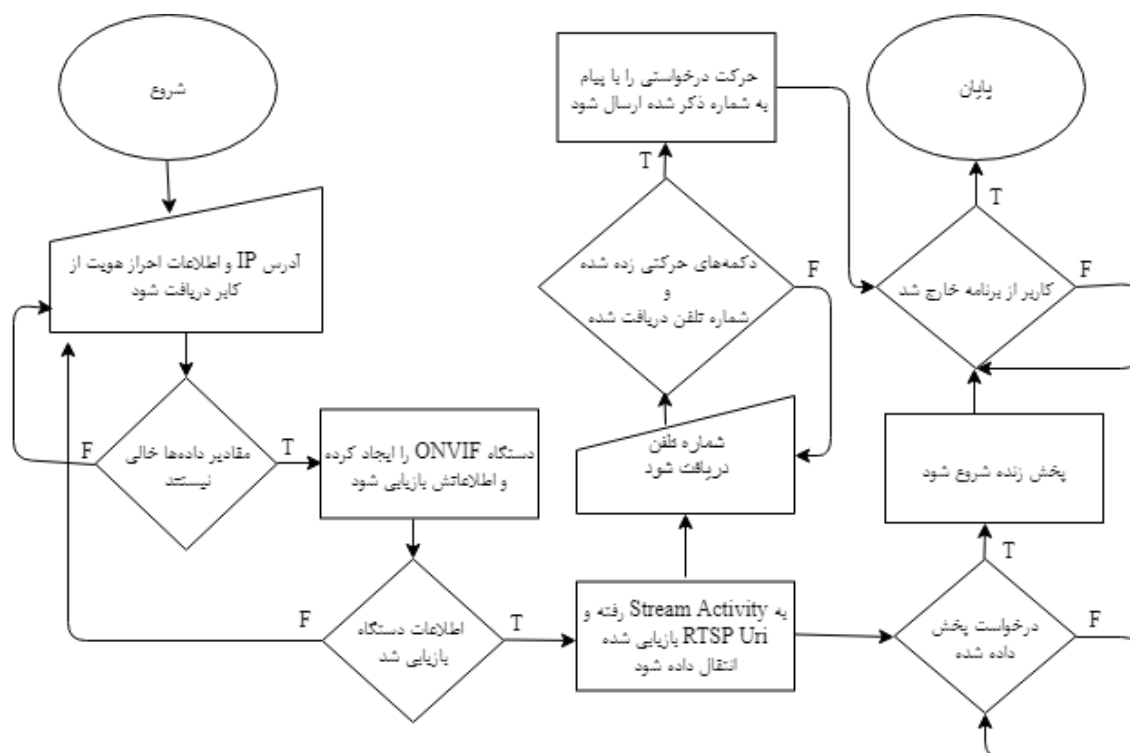 شروع
آدرس IP و اطلاعات احراز هویت از
کابر دریافت شود
مقادیر داده‌ها خالی
نیستند
F
T
دستگاه ONVIF را ایجاد کرده
و اطلاعاتش بازیابی شود
اطلاعات دستگاه
بازیابی شد
F
T
به Stream Activity رفته و
RTSP Uri بازیابی شده
انتقال داده شود
شماره تلفن
دریافت شود
دکمه‌های حرکتی زده شده
و
شماره تلقن دریافت شده
T
F
حرکت درخواستی را با پیام
به شماره ذکر شده ارسال شود
درخواست پخش
داده شده
T
F
پخش زنده شروع شود
کاربر از برنامه خارج شد
T
F
پایان